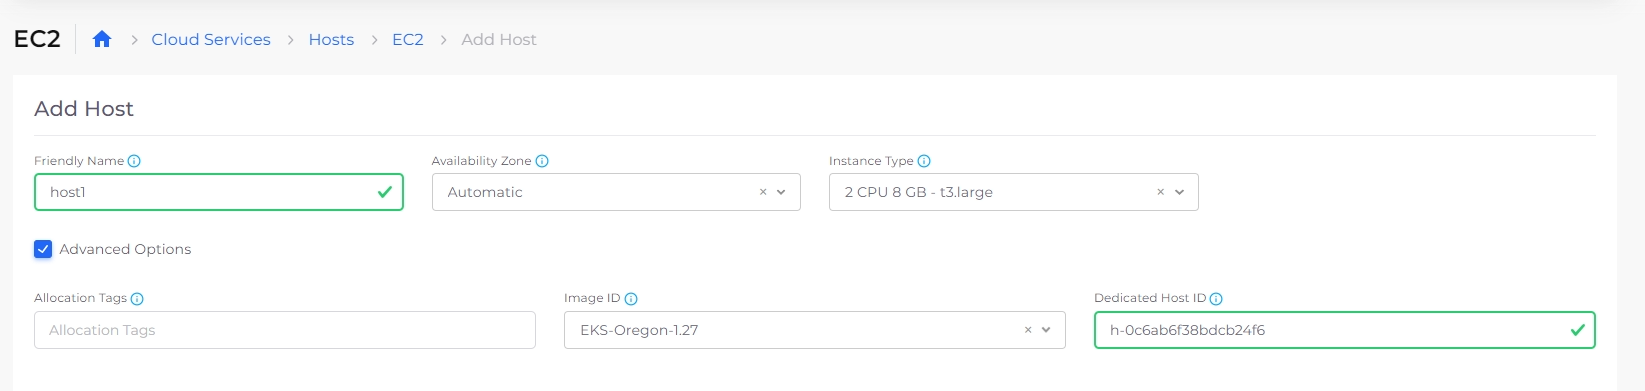 EC2 Cloud Services Hosts EC2 Add Host
Add Host
Friendly Name Availability Zone Instance Type
host1 Automatic 2 CPU 8 GB - t3.large
Advanced Options
Allocation Tags Image ID Dedicated Host ID
Allocation Tags EKS-Oregon-1.27 h-0c6ab6f38bdcb24f6